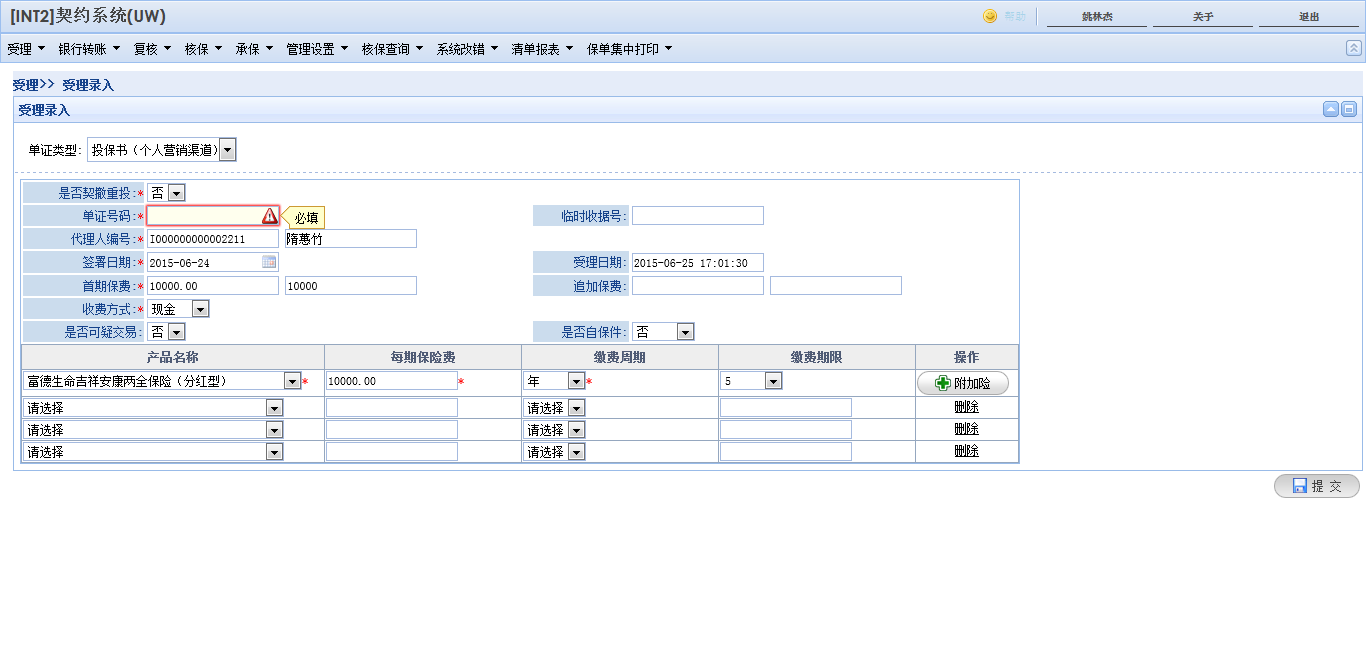 [INT2]契约系统(UW) 帮助 姚林杰 关于 退出
受理 银行转账 复核 核保 承保 管理设置 核保查询 系统改错 清单报表 保单集中打印
受理>> 受理录入
受理录入
单证类型: 投保书（个人营销渠道）
是否契撤重投:* 否
单证号码:* 必填 临时收据号:
代理人编号:* I000000000002211 隋蕙竹
签署日期:* 2015-06-24 受理日期: 2015-06-25 17:01:30
首期保费:* 10000.00 10000 追加保费:
收费方式:* 现金
是否可疑交易: 否 是否自保件: 否
产品名称 每期保险费 缴费周期 缴费期限 操作
富德生命吉祥安康两全保险（分红型） * 10000.00 * 年 * 5 附加险
请选择 请选择 删除
请选择 请选择 删除
请选择 请选择 删除
提 交